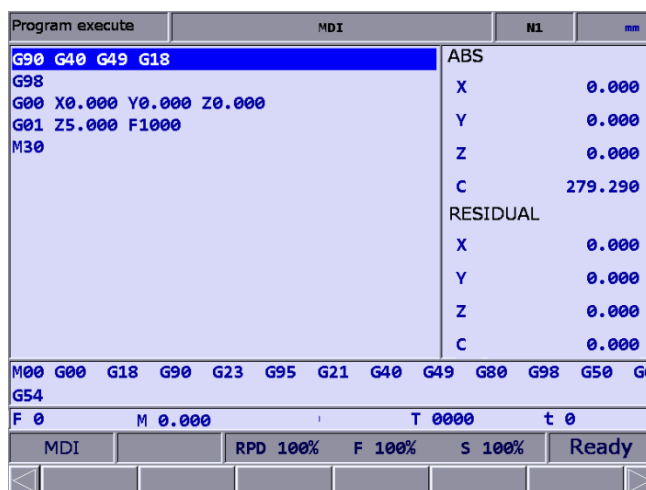 Program execute MDI N1 mm
G90 G40 G49 G18
G98
G00 X0.000 Y0.000 Z0.000
G01 Z5.000 F1000
M30
ABS
X 0.000
Y 0.000
Z 0.000
C 279.290
RESIDUAL
X 0.000
Y 0.000
Z 0.000
C 0.000
M00 G00 G18 G90 G23 G95 G21 G40 G49 G80 G98 G50
G54
F 0 M 0.000 T 0000 t 0
MDI RPD 100% F 100% S 100% Ready